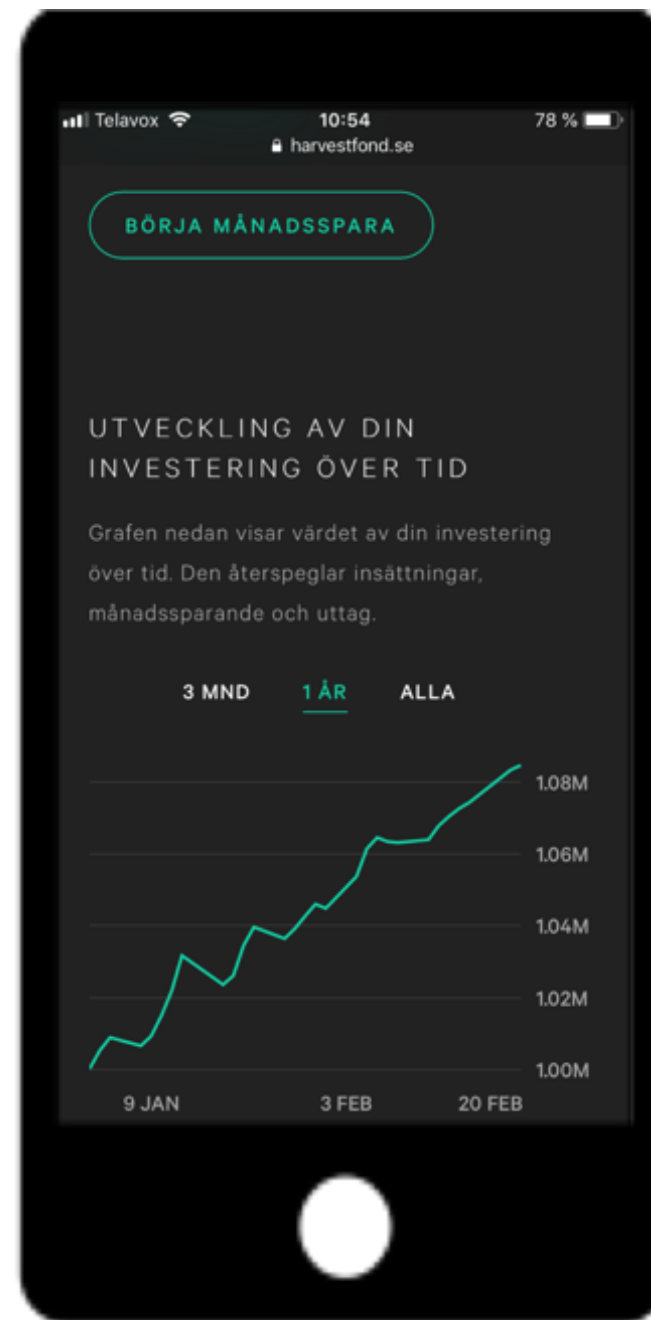 Telavox 10:54 78 %
harvestfond.se
BÖRJA MÅNADSSPARA
UTVECKLING AV DIN
INVESTERING ÖVER TID
Grafen nedan visar värdet av din investering
över tid. Den återspeglar insättningar,
månadssparande och uttag.
3 MND 1 ÅR ALLA
1.08M
1.06M
1.04M
1.02M
1.00M
9 JAN 3 FEB 20 FEB